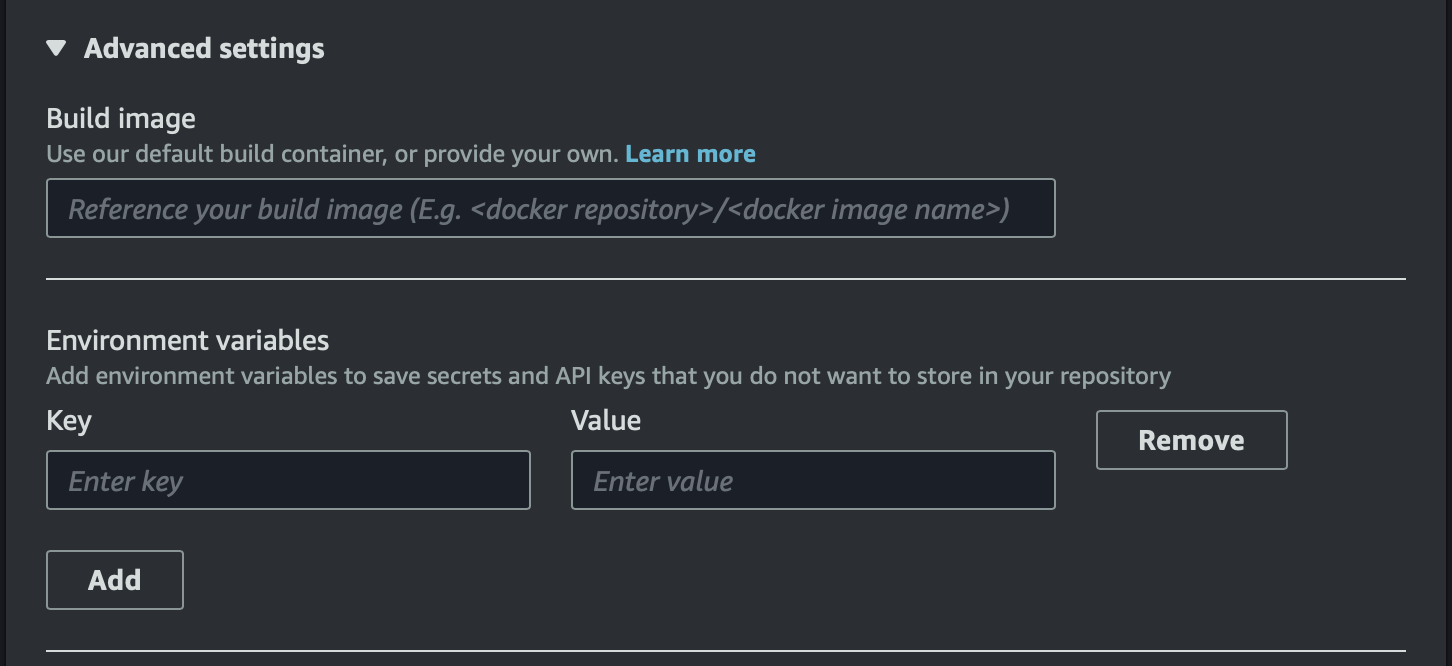 Advanced settings
Build image
Use our default build container, or provide your own. Learn more
Reference your build image (E.g. <docker repository>/<docker image name>)
Environment variables
Add environment variables to save secrets and API keys that you do not want to store in your repository
Key
Value
Remove
Enter key
Enter value
Add